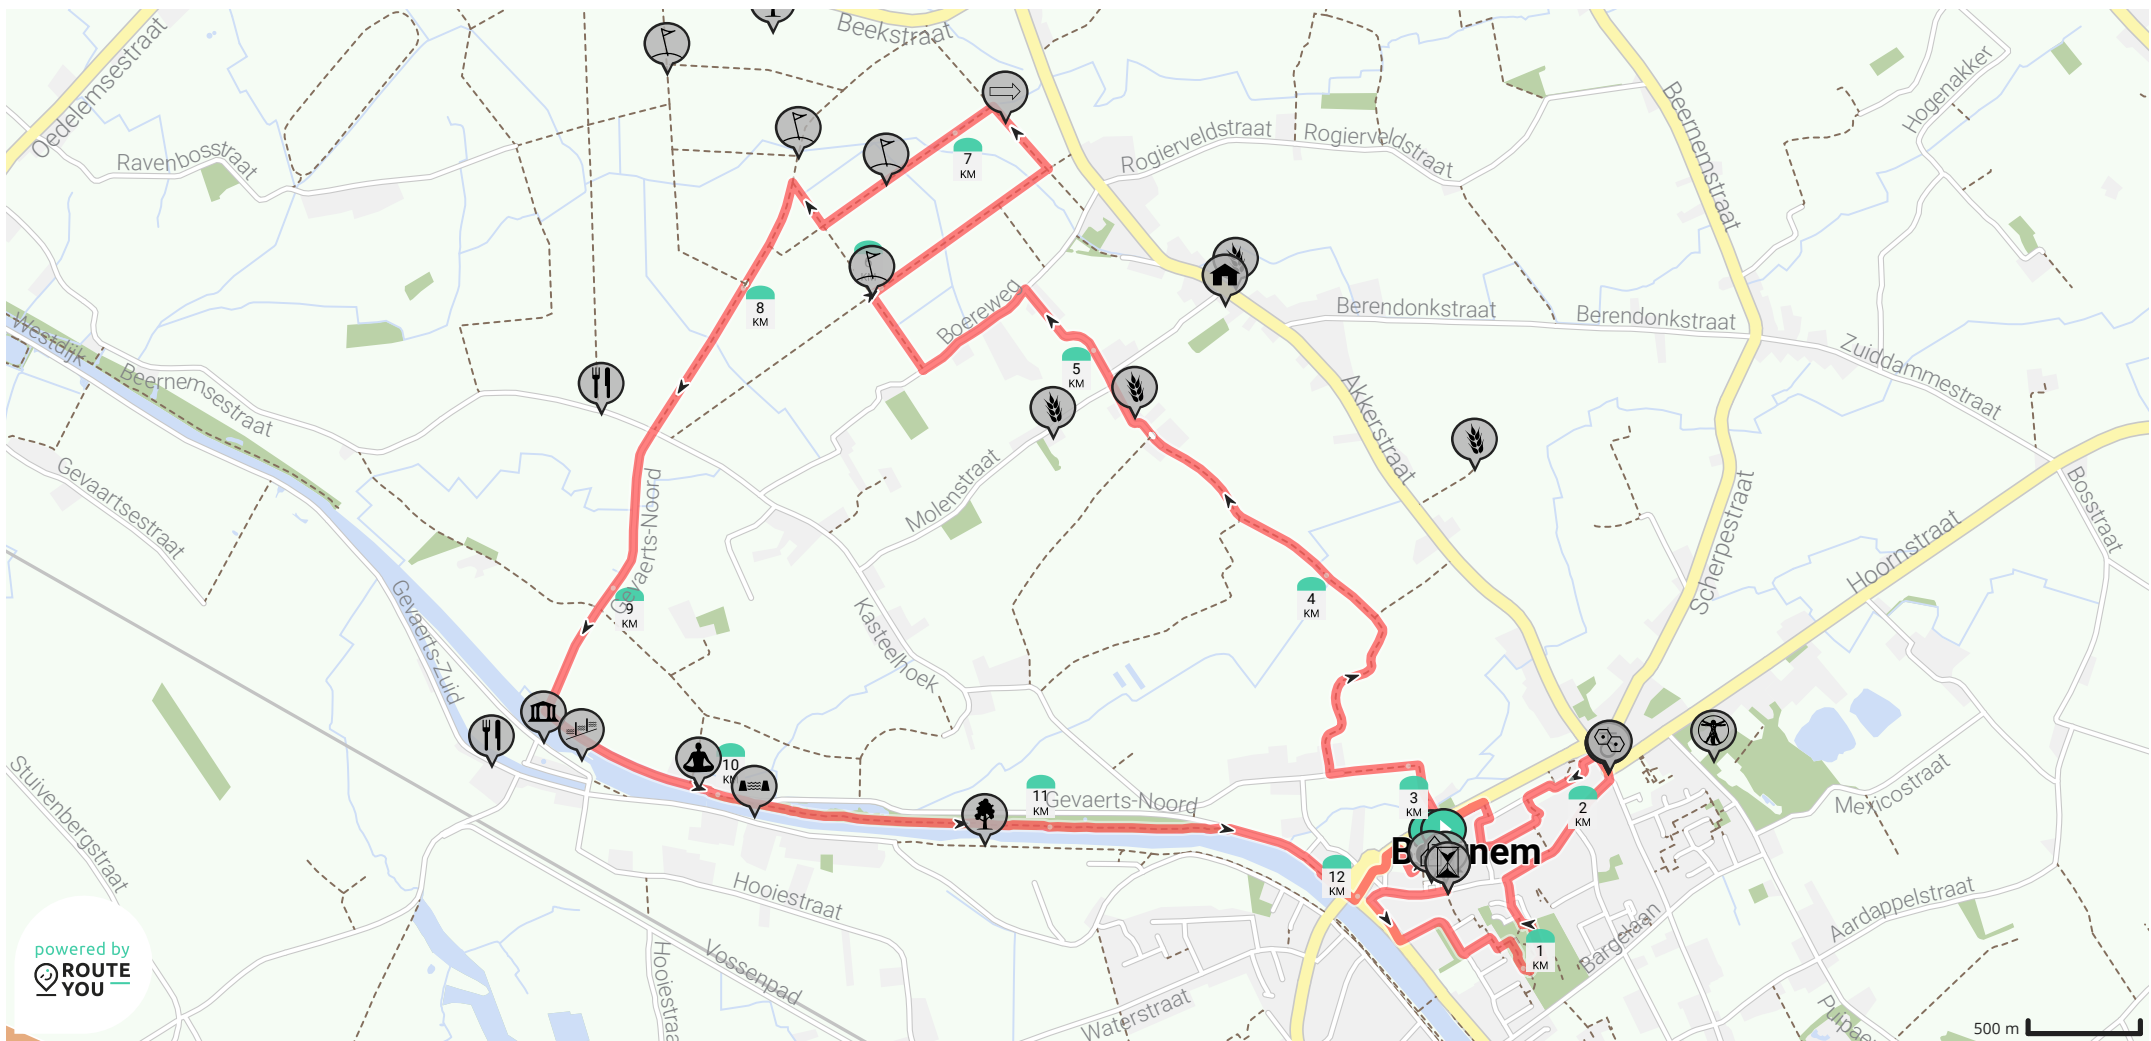 Beekstraat
Oedelemsestraat
Ravenbosstraat
Rogierveldstraat
Rogierveldstraat
Beernemstraat
Hogenakker
7
KM
8
KM
Boereweg
Berendonkstraat
Berendonkstraat
Zuiddammestraat
Westdijk
Beernemsestraat
5
KM
Akkerstraat
Gevaartsestraat
Molenstraat
Gevaerts-Noord
Scherpestraat
Hoornstraat
Bosstraat
4
KM
9
KM
Gevaerts-Zuid
Kasteelhoek
10
11
KM
Gevaerts-Noord
3
KM
2
KM
Mexicostraat
Stuivenbergstraat
12
KM
Hooiestraat
Aardappelstraat
Bargelaan
1
KM
Hooiestraa
Vossenpad
Waterstraat
powered by
ROUTE
YOU
500 m